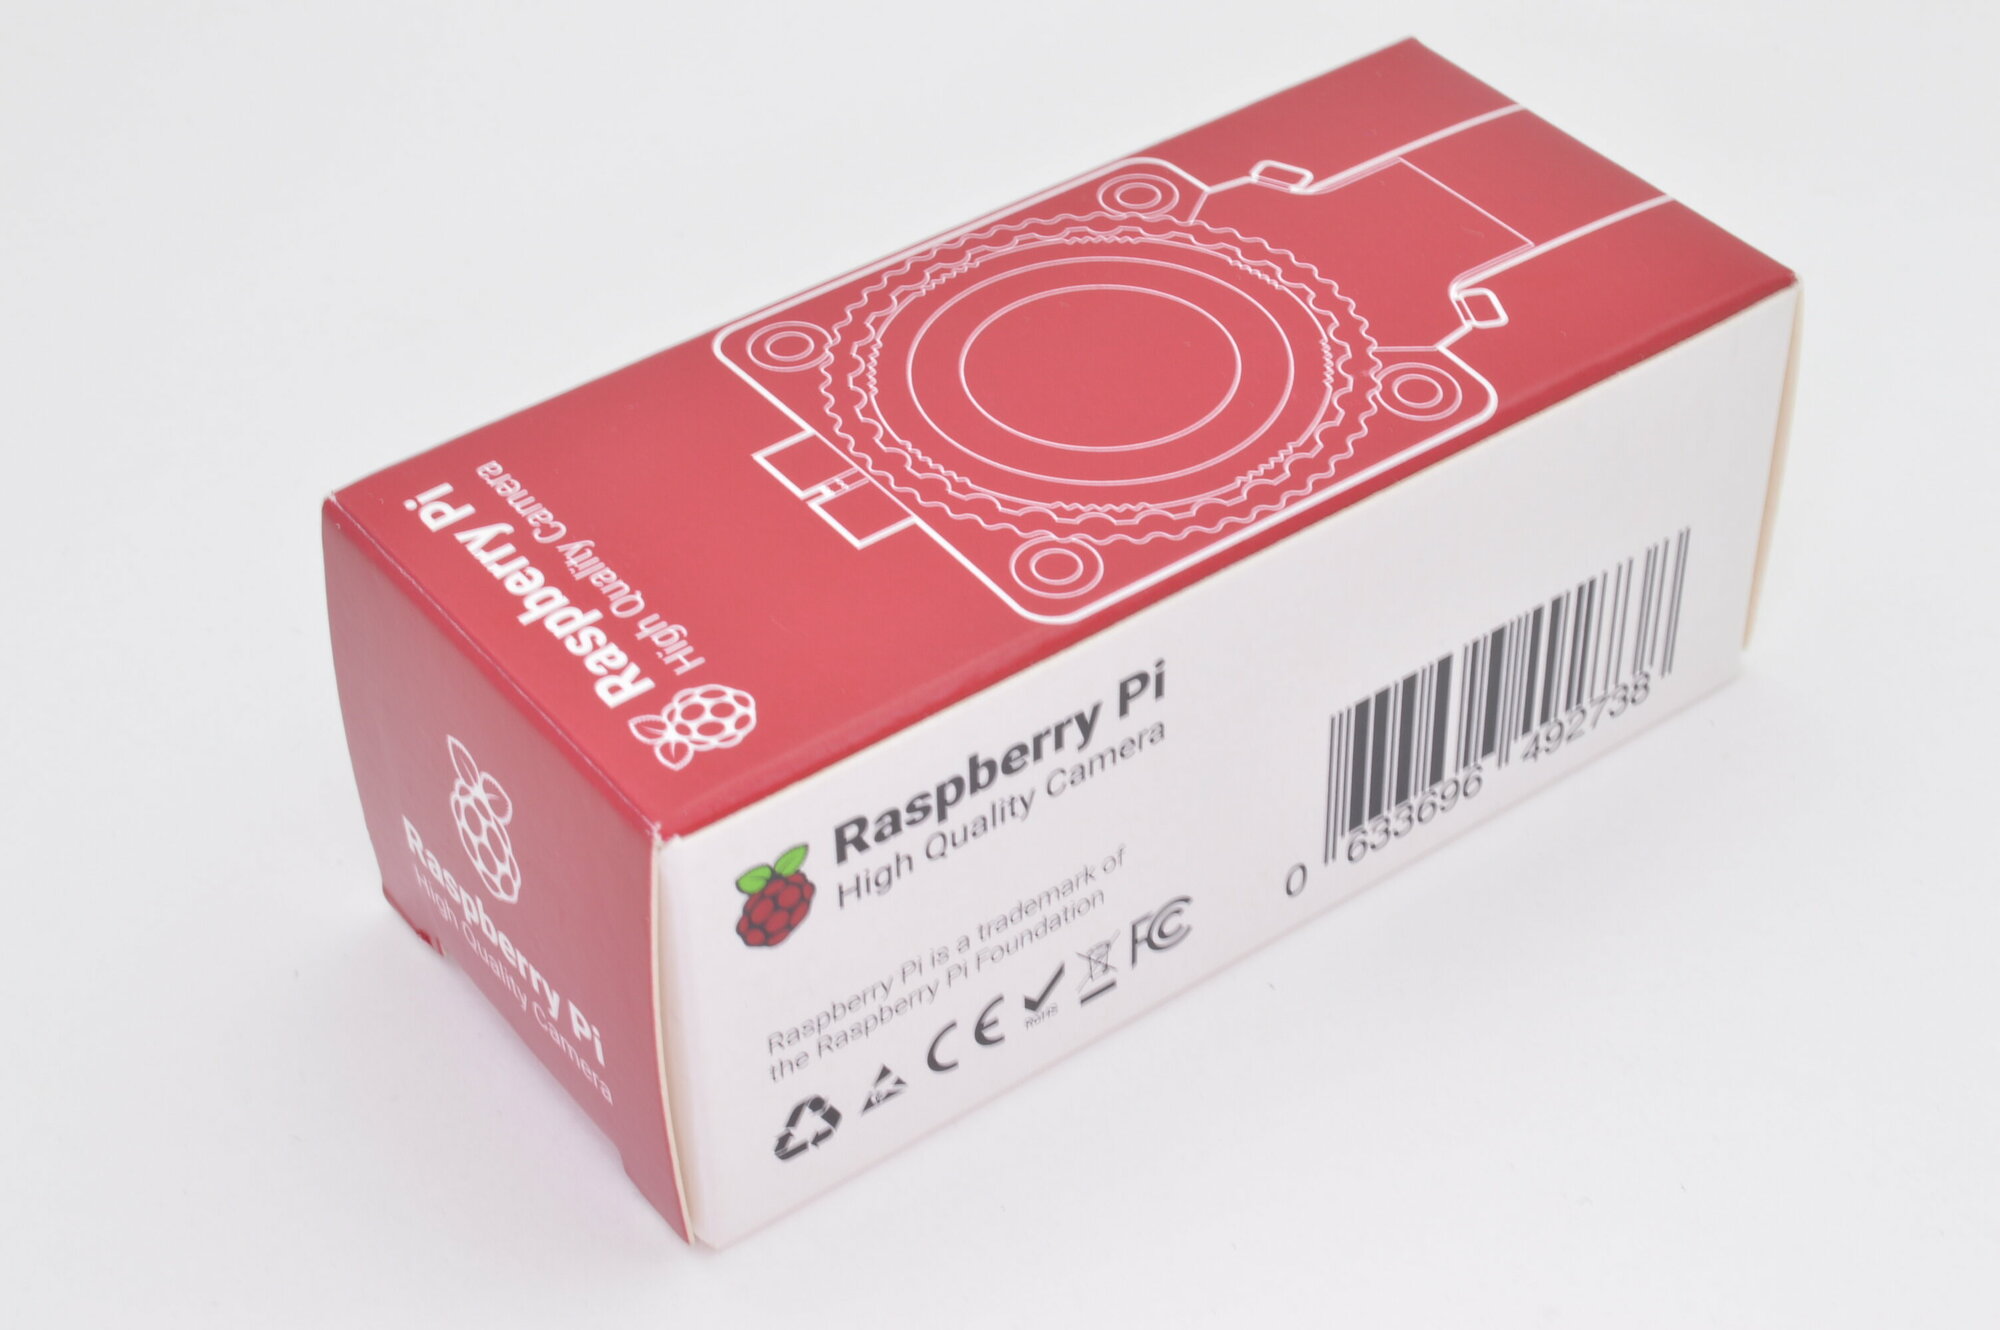 Raspberry Pi
High Quality Camera
Raspberry Pi
High Quality Camera
Raspberry Pi
High Quality Camera
Raspberry Pi is a trademark of
the Raspberry Pi Foundation
CE RoHS FC
0 633696 492738